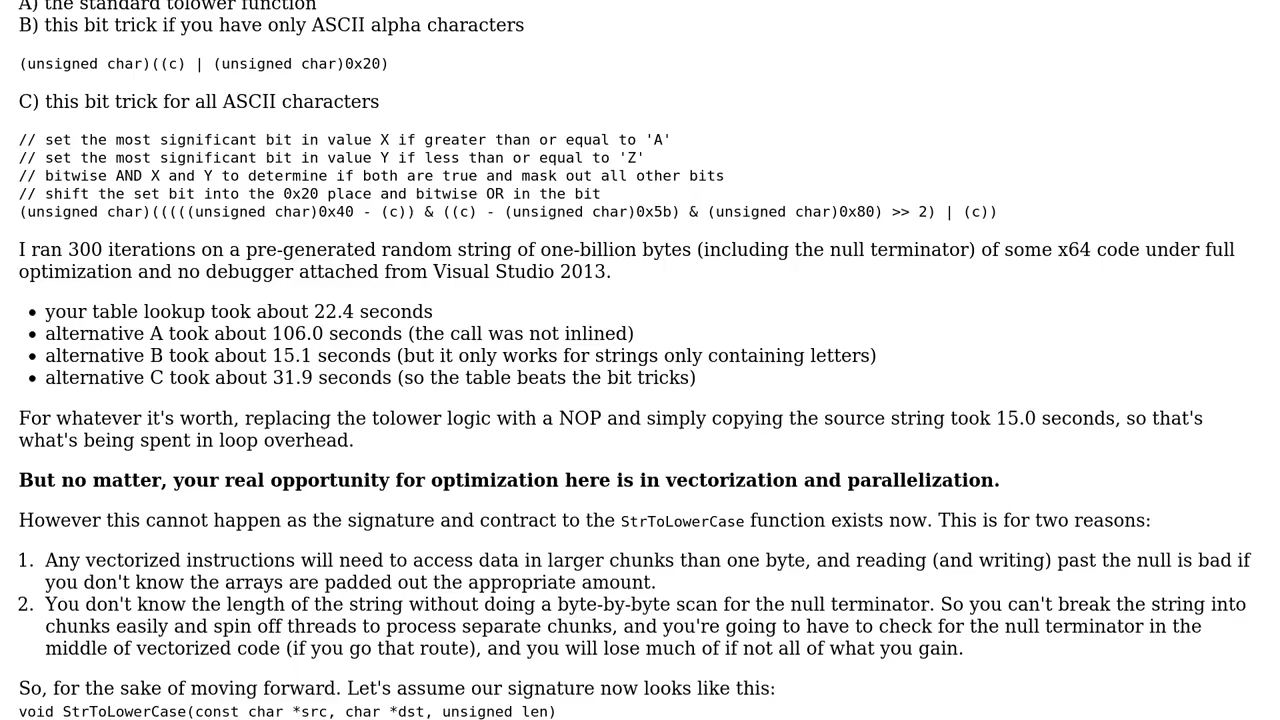 A) the standard tolower function
B) this bit trick if you have only ASCII alpha characters
(unsigned char)((c) | (unsigned char)0x20)
C) this bit trick for all ASCII characters
// set the most significant bit in value X if greater than or equal to 'A'
// set the most significant bit in value Y if less than or equal to 'Z'
// bitwise AND X and Y to determine if both are true and mask out all other bits
// shift the set bit into the 0x20 place and bitwise OR in the bit
(unsigned char)(((((unsigned char)0x40 - (c)) & ((c) - (unsigned char)0x5b) & (unsigned char)0x80) >> 2) | (c))
I ran 300 iterations on a pre-generated random string of one-billion bytes (including the null terminator) of some x64 code under full
optimization and no debugger attached from Visual Studio 2013.
• your table lookup took about 22.4 seconds
• alternative A took about 106.0 seconds (the call was not inlined)
• alternative B took about 15.1 seconds (but it only works for strings only containing letters)
• alternative C took about 31.9 seconds (so the table beats the bit tricks)
For whatever it's worth, replacing the tolower logic with a NOP and simply copying the source string took 15.0 seconds, so that's
what's being spent in loop overhead.
But no matter, your real opportunity for optimization here is in vectorization and parallelization.
However this cannot happen as the signature and contract to the StrToLowerCase function exists now. This is for two reasons:
1. Any vectorized instructions will need to access data in larger chunks than one byte, and reading (and writing) past the null is bad if
you don't know the arrays are padded out the appropriate amount.
2. You don't know the length of the string without doing a byte-by-byte scan for the null terminator. So you can't break the string into
chunks easily and spin off threads to process separate chunks, and you're going to have to check for the null terminator in the
middle of vectorized code (if you go that route), and you will lose much of if not all of what you gain.
So, for the sake of moving forward. Let's assume our signature now looks like this:
void StrToLowerCase(const char *src, char *dst, unsigned len)